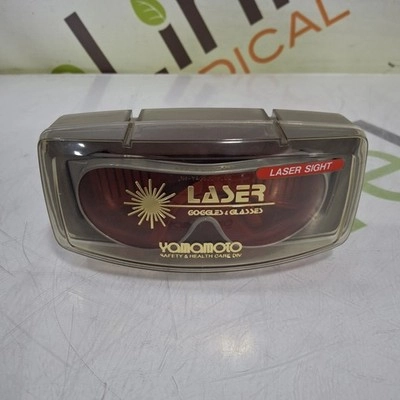 LASER SIGHT
LASER
GOGGLES & GLASSES
YAMAMOTO
SAFETY & HEALTH CARE DIV.